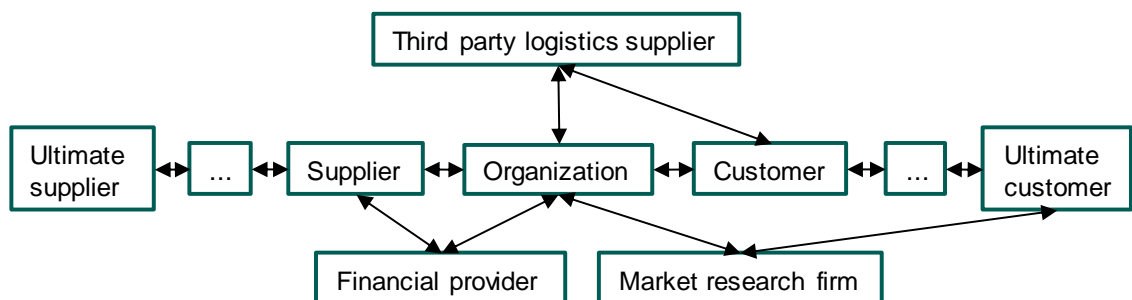 Third party logistics supplier
Ultimate
supplier
...
Supplier
Organization
Customer
...
Ultimate
customer
Financial provider
Market research firm